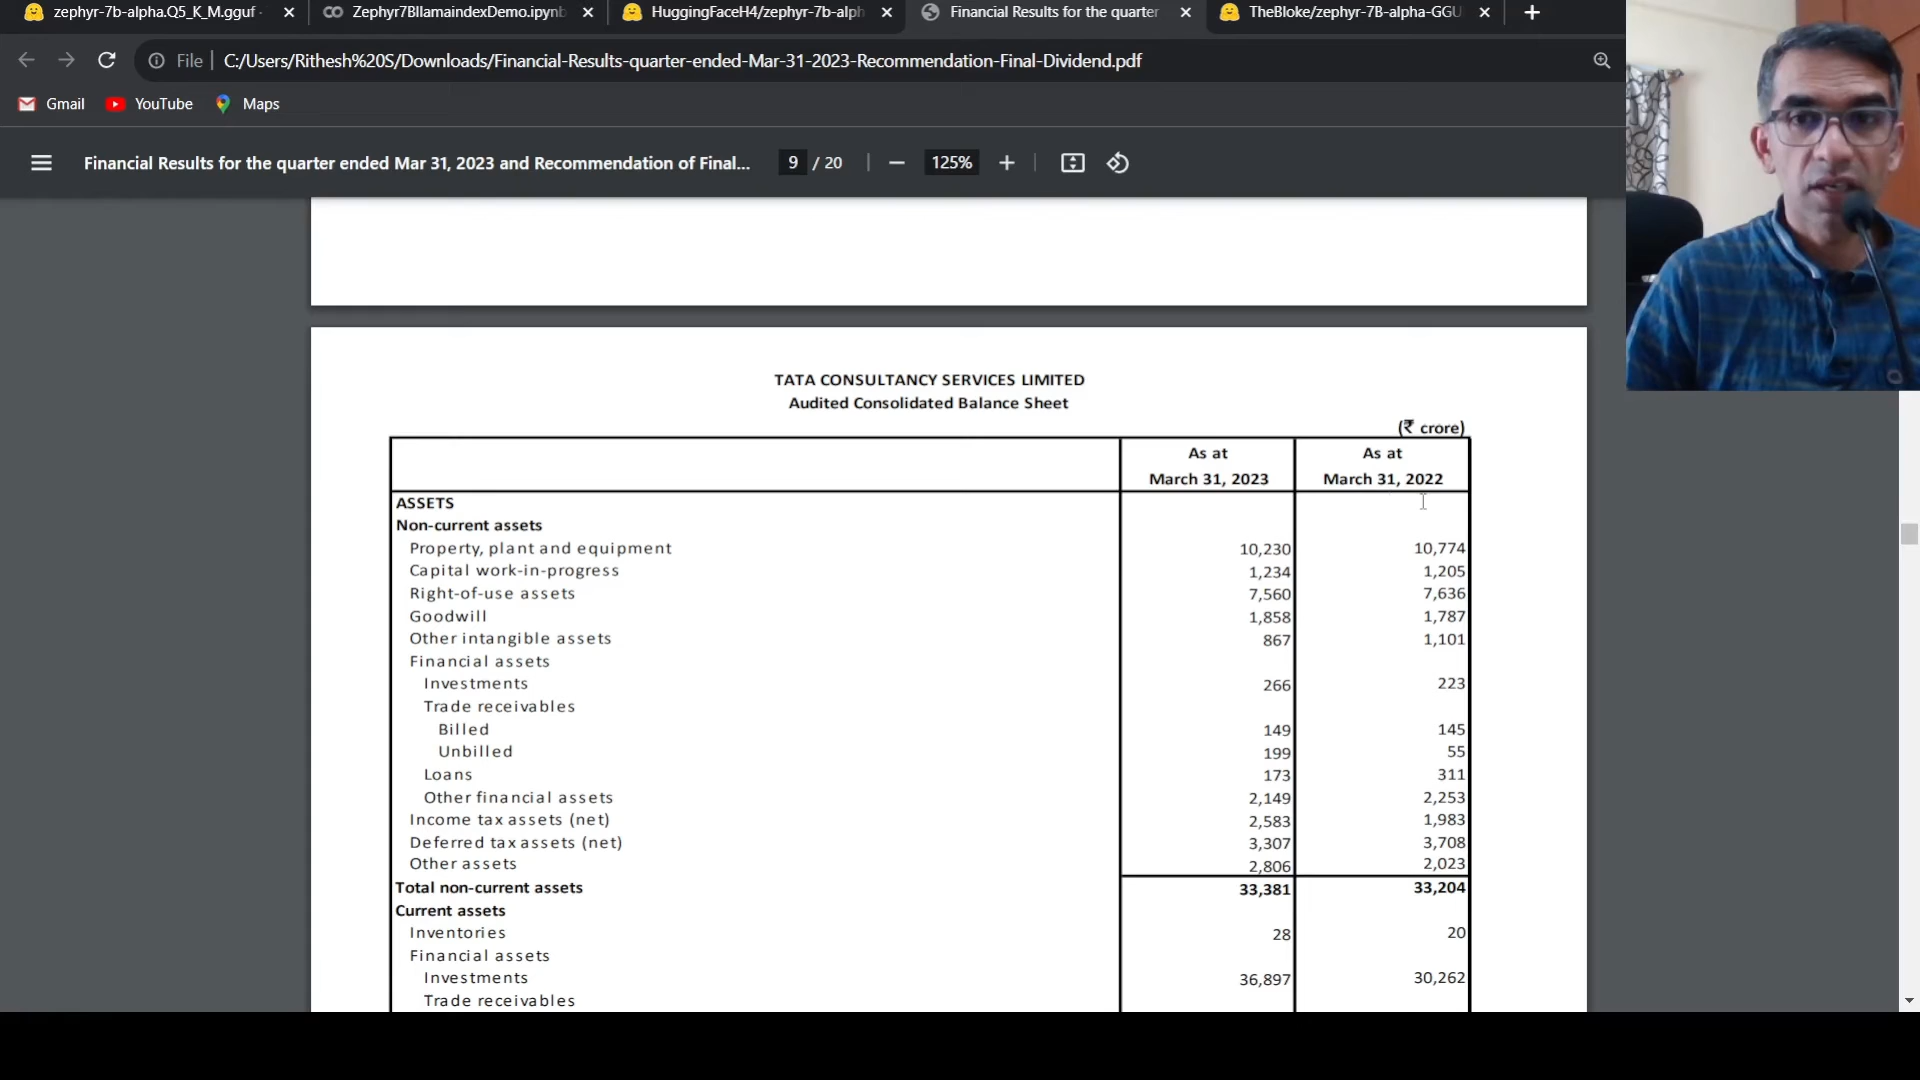 zephyr-7b-alpha.Q5_K_M.gguf - Zephyr7BllamaindexDemo.ipynb HuggingFaceH4/zephyr-7b-alph Financial Results for the quarter TheBloke/zephyr-7B-alpha-GGU
File C:/Users/Rithesh%20S/Downloads/Financial-Results-quarter-ended-Mar-31-2023-Recommendation-Final-Dividend.pdf
Gmail YouTube Maps
Financial Results for the quarter ended Mar 31, 2023 and Recommendation of Final... 9 / 20 125%
TATA CONSULTANCY SERVICES LIMITED
Audited Consolidated Balance Sheet
(₹ crore)
As at As at
March 31, 2023 March 31, 2022
ASSETS
Non-current assets
Property, plant and equipment 10,230 10,774
Capital work-in-progress 1,234 1,205
Right-of-use assets 7,560 7,636
Goodwill 1,858 1,787
Other intangible assets 867 1,101
Financial assets
Investments 266 223
Trade receivables
Billed 149 145
Unbilled 199 55
Loans 173 311
Other financial assets 2,149 2,253
Income tax assets (net) 2,583 1,983
Deferred tax assets (net) 3,307 3,708
Other assets 2,806 2,023
Total non-current assets 33,381 33,204
Current assets
Inventories 28 20
Financial assets
Investments 36,897 30,262
Trade receivables